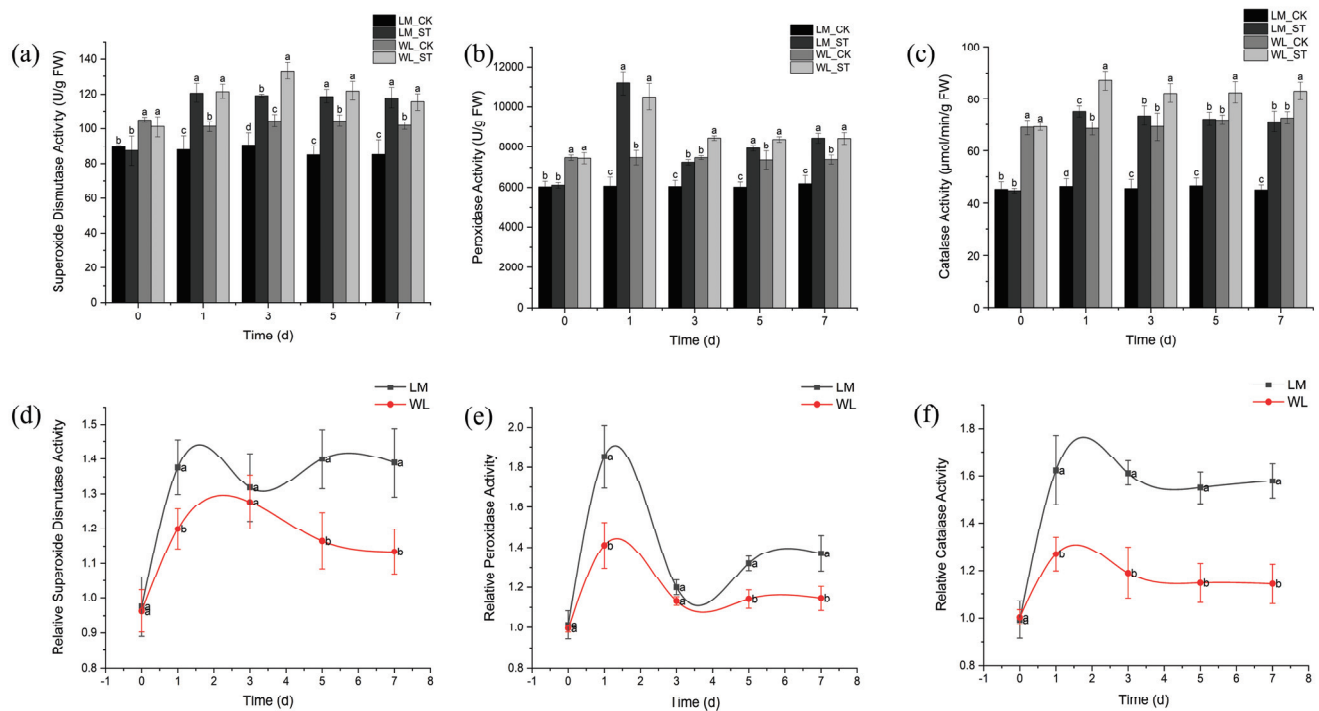 (a)
LM_CK
LM_ST
WL_CK
WL_ST
Superoxide Dismutase Activity (U/g FW)
140
120
100
80
60
40
20
0
b b a a
c a b a
d b c a
c a b a
c a b a
0 1 3 5 7
Time (d)
(b)
LM_CK
LM_ST
WL_CK
WL_ST
Peroxidase Activity (U/g FW)
12000
10000
8000
6000
4000
2000
0
b b a a
c a b a
c b b a
c a b a
c a b a
0 1 3 5 7
Time (d)
(c)
LM_CK
LM_ST
WL_CK
WL_ST
Catalase Activity (μmol/min/g FW)
100
80
60
40
20
0
b b a a
d c b a
c b b a
c b b a
c b b a
0 1 3 5 7
Time (d)
(d)
LM
WL
Relative Superoxide Dismutase Activity
1.5
1.4
1.3
1.2
1.1
1.0
0.9
0.8
a a a a a
a b a b b
-1 0 1 2 3 4 5 6 7 8
Time (d)
(e)
LM
WL
Relative Peroxidase Activity
2.0
1.8
1.6
1.4
1.2
1.0
0.8
a a a a a
a b a b b
-1 0 1 2 3 4 5 6 7 8
Time (d)
(f)
LM
WL
Relative Catalase Activity
1.8
1.6
1.4
1.2
1.0
0.8
a a a a a
a b b b b
-1 0 1 2 3 4 5 6 7 8
Time (d)